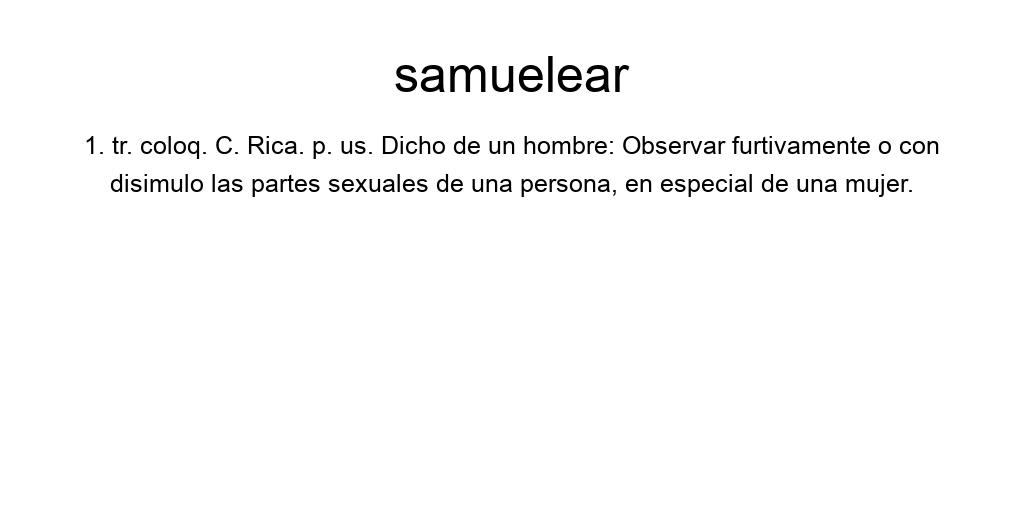 samuelear
1. tr. coloq. C. Rica. p. us. Dicho de un hombre: Observar furtivamente o con
disimulo las partes sexuales de una persona, en especial de una mujer.